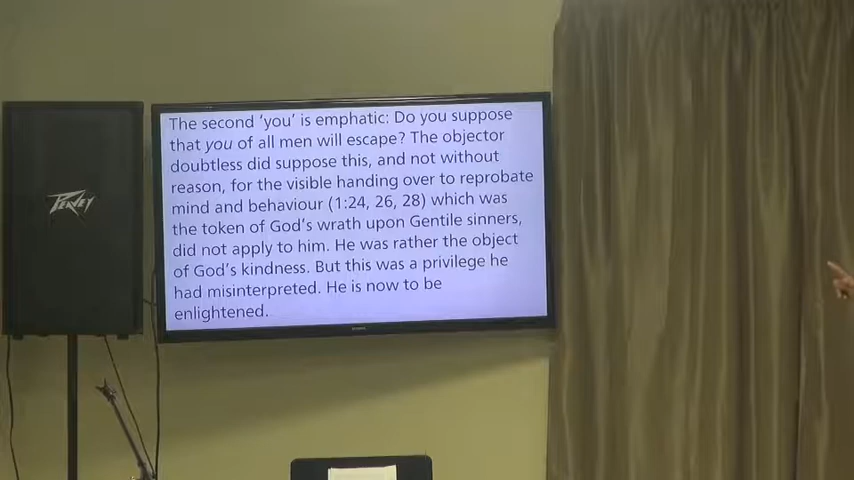 The second 'you' is emphatic: Do you suppose
that you of all men will escape? The objector
doubtless did suppose this, and not without
reason, for the visible handing over to reprobate
mind and behaviour (1:24, 26, 28) which was
the token of God's wrath upon Gentile sinners,
did not apply to him. He was rather the object
of God's kindness. But this was a privilege he
had misinterpreted. He is now to be
enlightened.
PEAVEY